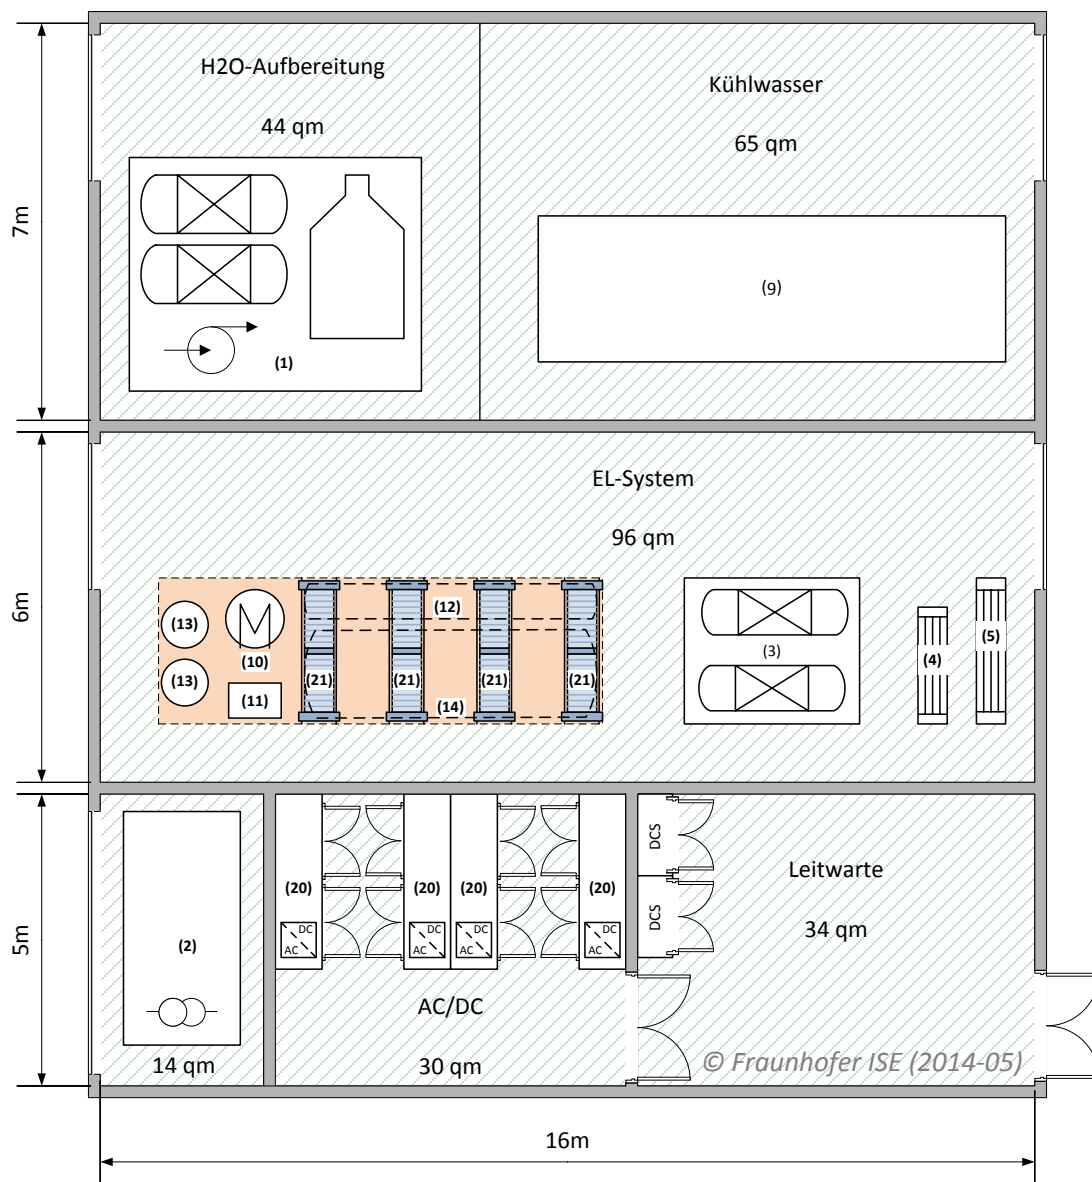 H2O-Aufbereitung
44 qm
Kühlwasser
65 qm
7m
(1)
(9)
EL-System
96 qm
6m
(13)
(13)
(10)
(11)
(12)
(21)
(21)
(21)
(21)
(14)
(3)
(4)
(5)
5m
(2)
14 qm
(20)
(20)
(20)
(20)
DC
AC
DC
AC
DC
AC
DC
AC
AC/DC
30 qm
DCS
DCS
Leitwarte
34 qm
© Fraunhofer ISE (2014-05)
16m